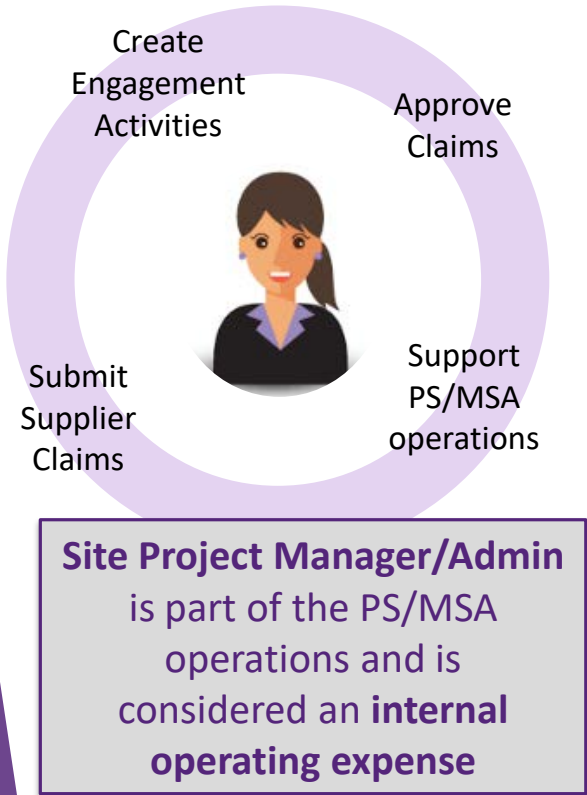 Create
Engagement
Activities
Approve
Claims
Submit
Supplier
Claims
Support
PS/MSA
operations
Site Project Manager/Admin
is part of the PS/MSA
operations and is
considered an internal
operating expense